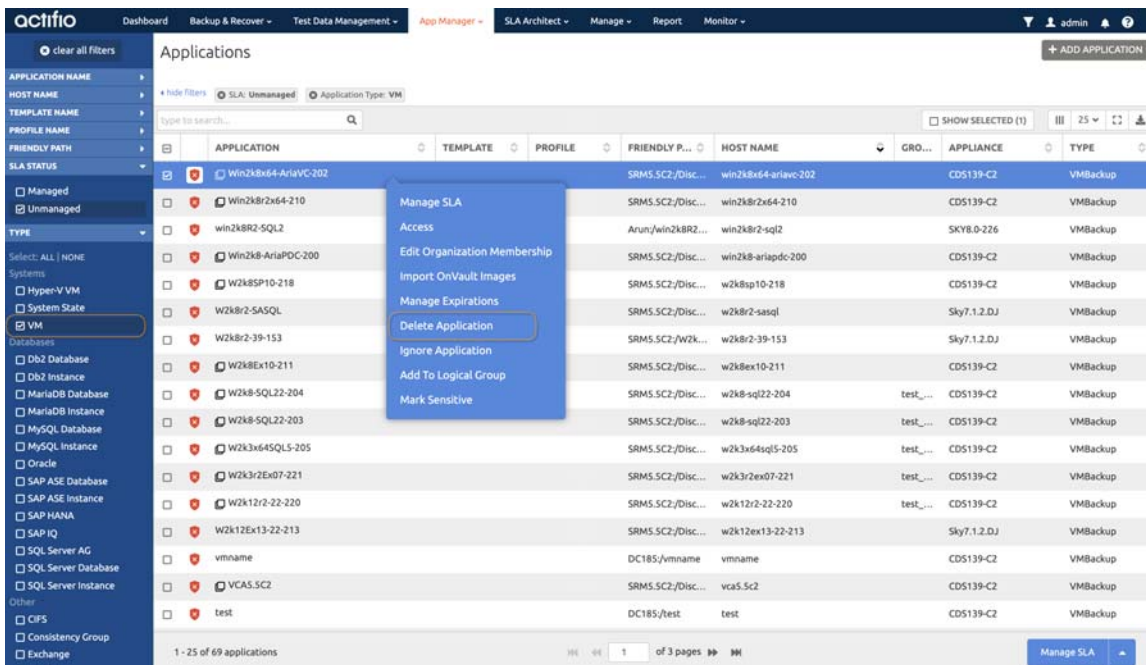 actifio Dashboard Backup & Recover Test Data Management App Manager SLA Architect Manage Report Monitor admin
clear all filters
Applications
+ ADD APPLICATION
APPLICATION NAME
HOST NAME
TEMPLATE NAME
PROFILE NAME
FRIENDLY PATH
SLA STATUS
Managed
Unmanaged
TYPE
Select: ALL | NONE
Systems
Hyper-V VM
System State
VM
Databases
Db2 Database
Db2 Instance
MariaDB Database
MariaDB Instance
MySQL Database
MySQL Instance
Oracle
SAP ASE Database
SAP ASE Instance
SAP HANA
SAP IQ
SQL Server AG
SQL Server Database
SQL Server Instance
Other
CIFS
Consistency Group
Exchange
hide filters SLA: Unmanaged Application Type: VM
type to search...
SHOW SELECTED (1) 25
APPLICATION TEMPLATE PROFILE FRIENDLY P... HOST NAME GRO... APPLIANCE TYPE
Win2k8x64-AriaVC-202 SRM5.5C2:/Disc... win2k8x64-ariavc-202 CDS139-C2 VMBackup
Win2k8r2x64-210 SRM5.5C2:/Disc... win2k8r2x64-210 CDS139-C2 VMBackup
win2k8R2-SQL2 Arun:/win2k8R2... win2k8r2-sql2 SKY8.0-226 VMBackup
Win2k8-AriaPDC-200 SRM5.5C2:/Disc... win2k8-ariapdc-200 CDS139-C2 VMBackup
W2k8SP10-218 SRM5.5C2:/Disc... w2k8sp10-218 CDS139-C2 VMBackup
W2k8r2-SASQL SRM5.5C2:/Disc... w2k8r2-sasql Sky7.1.2.DJ VMBackup
W2k8r2-39-153 SRM5.5C2:/W2k... w2k8r2-39-153 Sky7.1.2.DJ VMBackup
W2k8Ex10-211 SRM5.5C2:/Disc... w2k8ex10-211 CDS139-C2 VMBackup
W2k8-SQL22-204 SRM5.5C2:/Disc... w2k8-sql22-204 test_... CDS139-C2 VMBackup
W2k8-SQL22-203 SRM5.5C2:/Disc... w2k8-sql22-203 test_... CDS139-C2 VMBackup
W2k3x64SQL5-205 SRM5.5C2:/Disc... w2k3x64sql5-205 CDS139-C2 VMBackup
W2k3r2Ex07-221 SRM5.5C2:/Disc... w2k3r2ex07-221 test_... CDS139-C2 VMBackup
W2k12r2-22-220 SRM5.5C2:/Disc... w2k12r2-22-220 test_... CDS139-C2 VMBackup
W2k12Ex13-22-213 SRM5.5C2:/Disc... w2k12ex13-22-213 Sky7.1.2.DJ VMBackup
vmname DC185:/vmname vmname CDS139-C2 VMBackup
VCA5.5C2 SRM5.5C2:/Disc... vca5.5c2 CDS139-C2 VMBackup
test DC185:/test test CDS139-C2 VMBackup
Manage SLA
Access
Edit Organization Membership
Import OnVault Images
Manage Expirations
Delete Application
Ignore Application
Add To Logical Group
Mark Sensitive
1 - 25 of 69 applications 1 of 3 pages Manage SLA